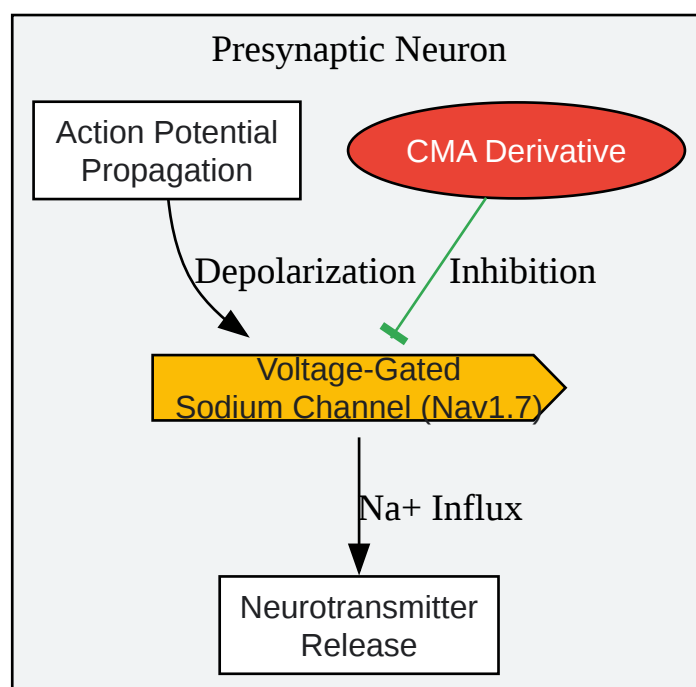 Presynaptic Neuron
Action Potential
Propagation
CMA Derivative
Depolarization
Inhibition
Voltage-Gated
Sodium Channel (Nav1.7)
Na+ Influx
Neurotransmitter
Release